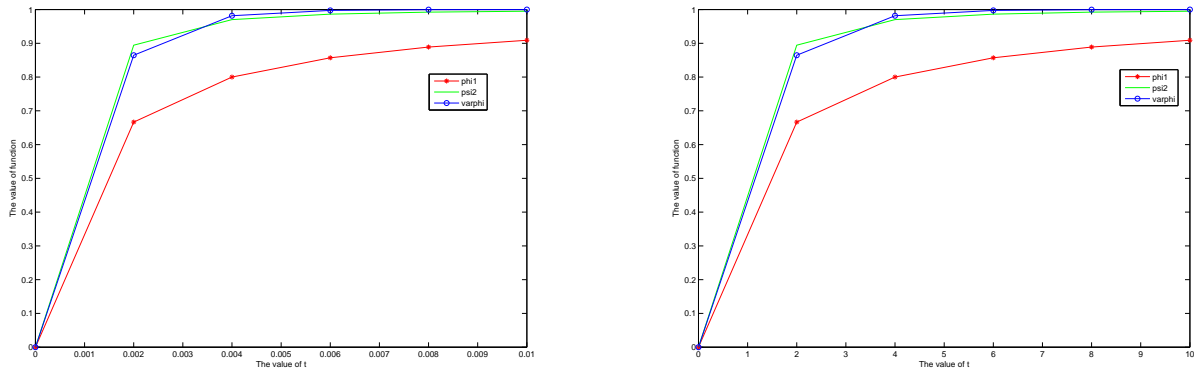 1
0.9
0.8
0.7
0.6
0.5
0.4
0.3
0.2
0.1
0
The value of function
0 0.001 0.002 0.003 0.004 0.005 0.006 0.007 0.008 0.009 0.01
The value of t
phi1
psi2
varphi
1
0.9
0.8
0.7
0.6
0.5
0.4
0.3
0.2
0.1
0
The value of function
0 1 2 3 4 5 6 7 8 9 10
The value of t
phi1
psi2
varphi